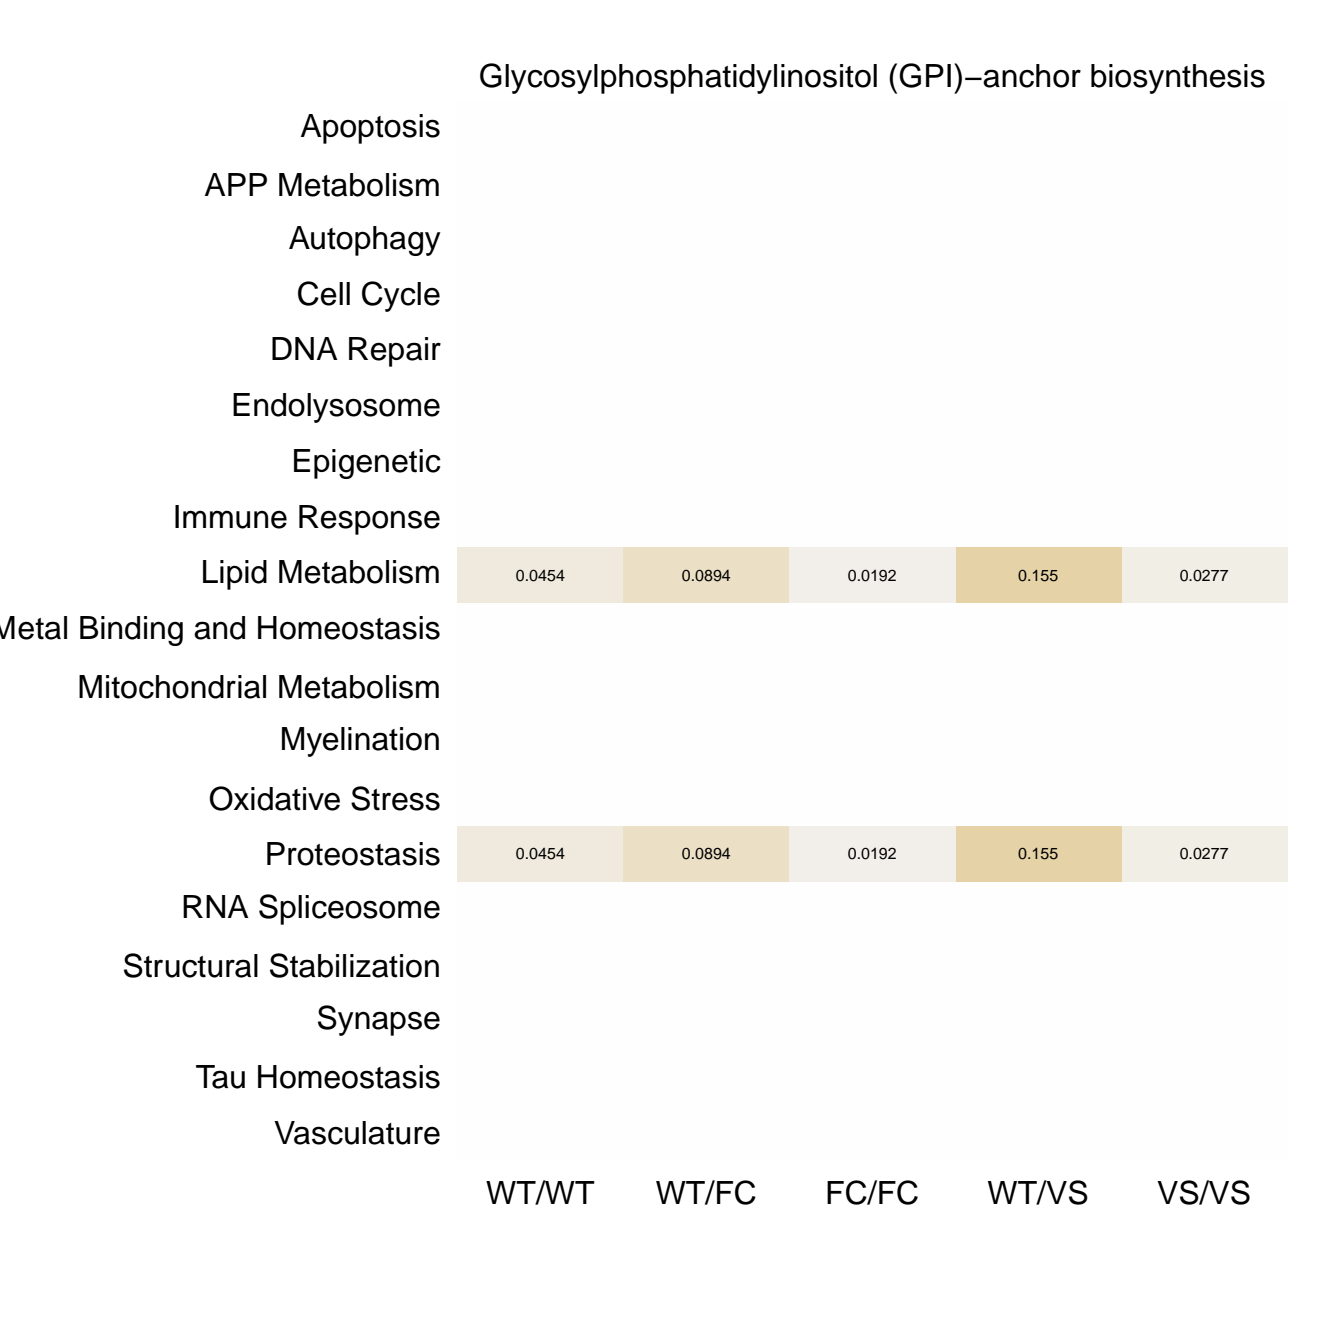 Glycosylphosphatidylinositol (GPI)−anchor biosynthesis
Apoptosis
APP Metabolism
Autophagy
Cell Cycle
DNA Repair
Endolysosome
Epigenetic
Immune Response
Lipid Metabolism 0.0454 0.0894 0.0192 0.155 0.0277
Metal Binding and Homeostasis
Mitochondrial Metabolism
Myelination
Oxidative Stress
Proteostasis 0.0454 0.0894 0.0192 0.155 0.0277
RNA Spliceosome
Structural Stabilization
Synapse
Tau Homeostasis
Vasculature
WT/WT WT/FC FC/FC WT/VS VS/VS